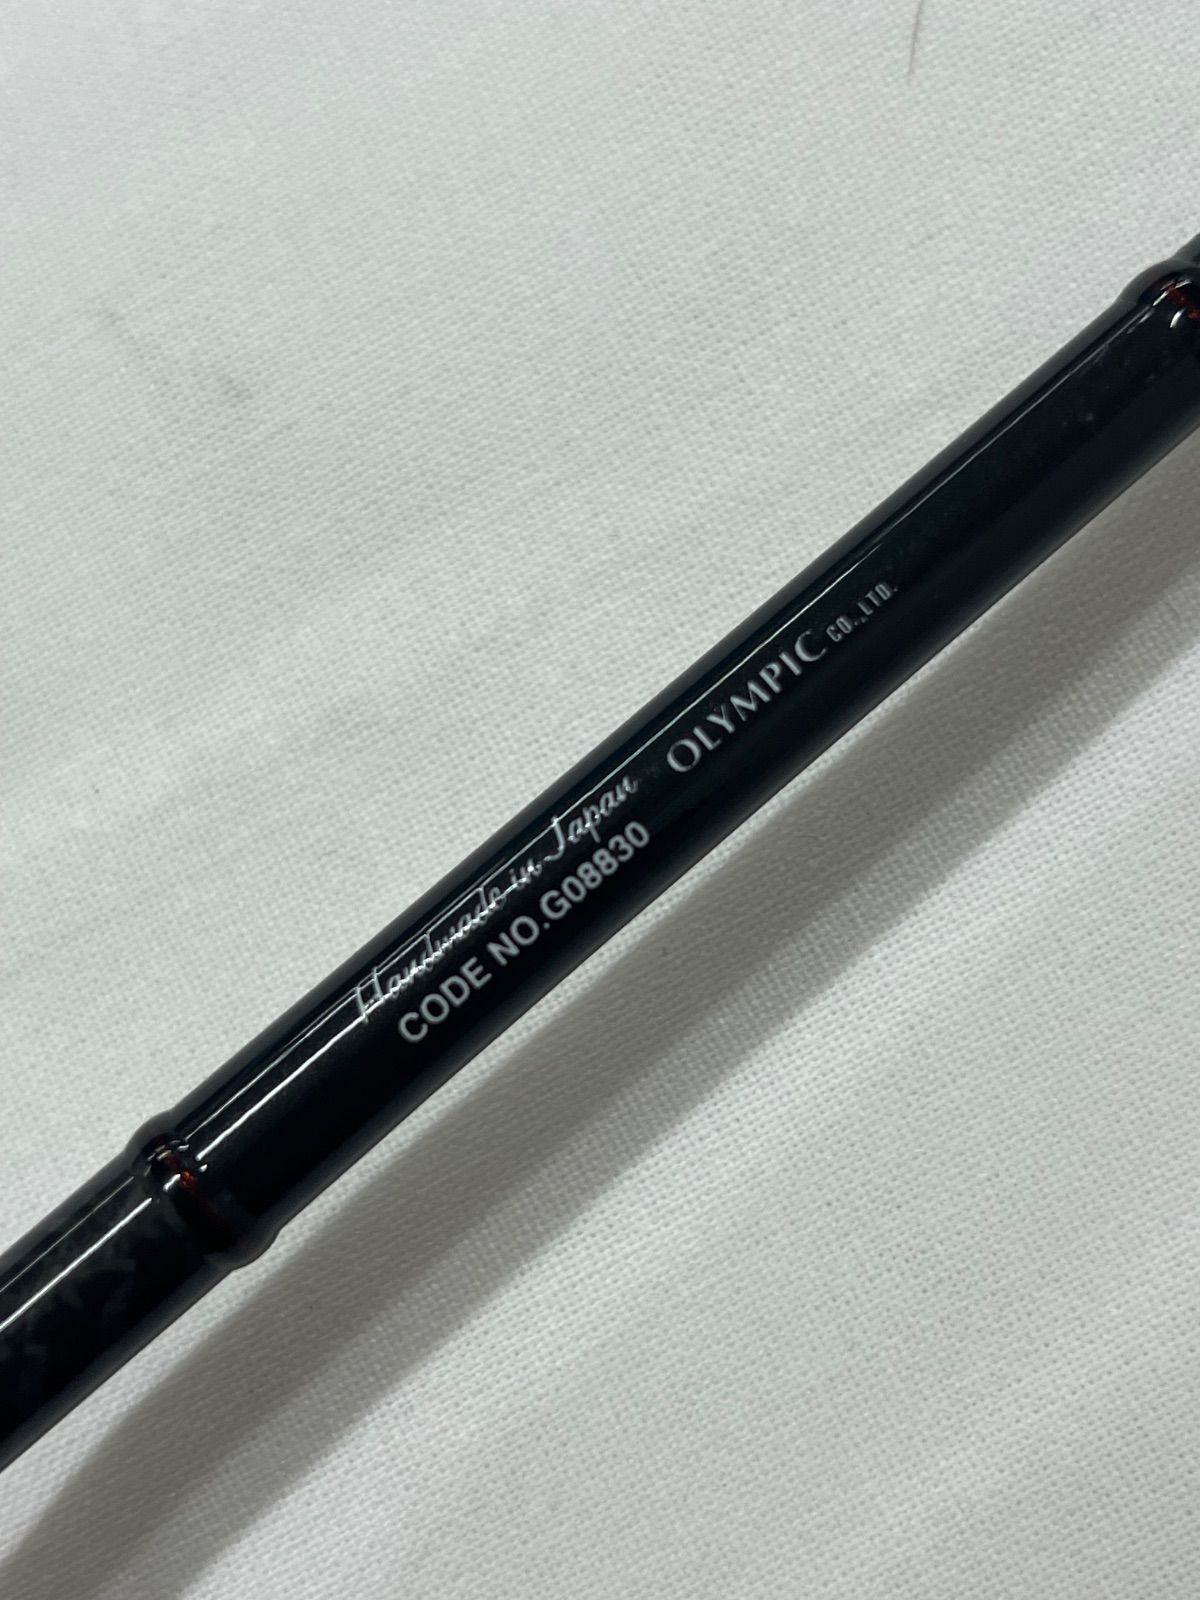 Handmade in Japan OLYMPIC CO.,LTD.
CODE NO.G08830